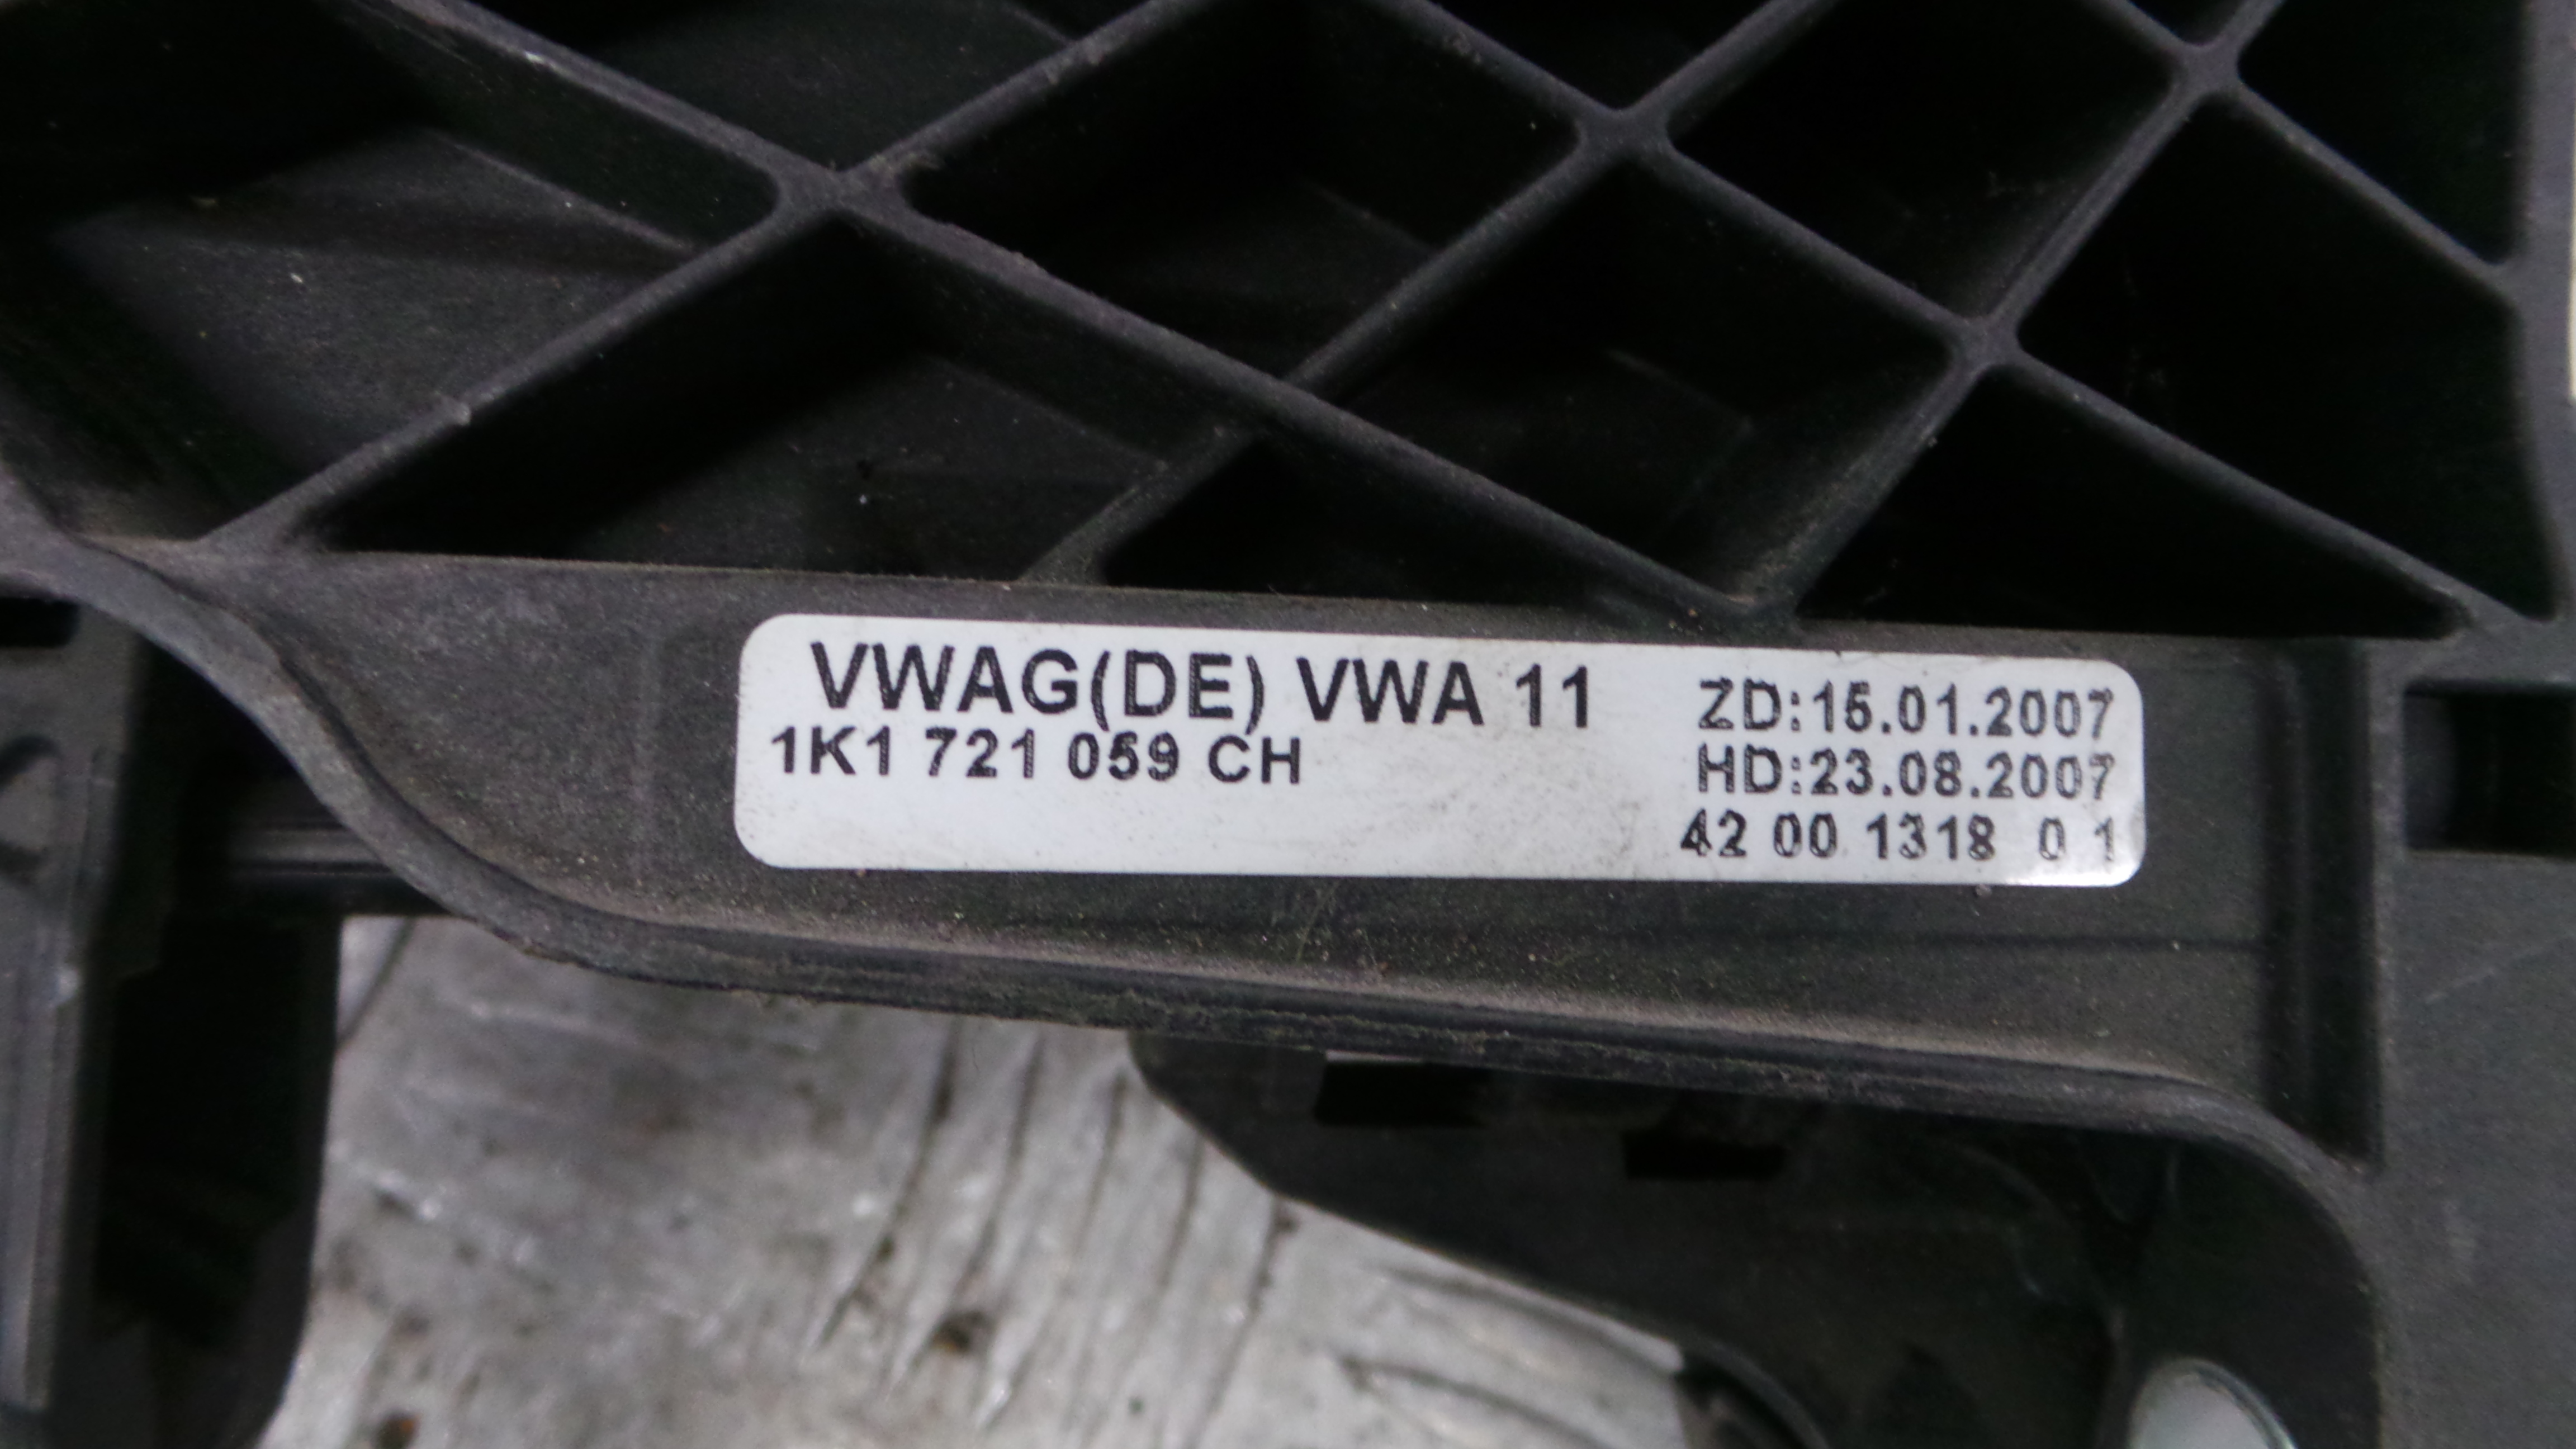 VWAG(DE) VWA 11
1K1 721 059 CH
ZD:15.01.2007
HD:23.08.2007
42 00 1318 0 1